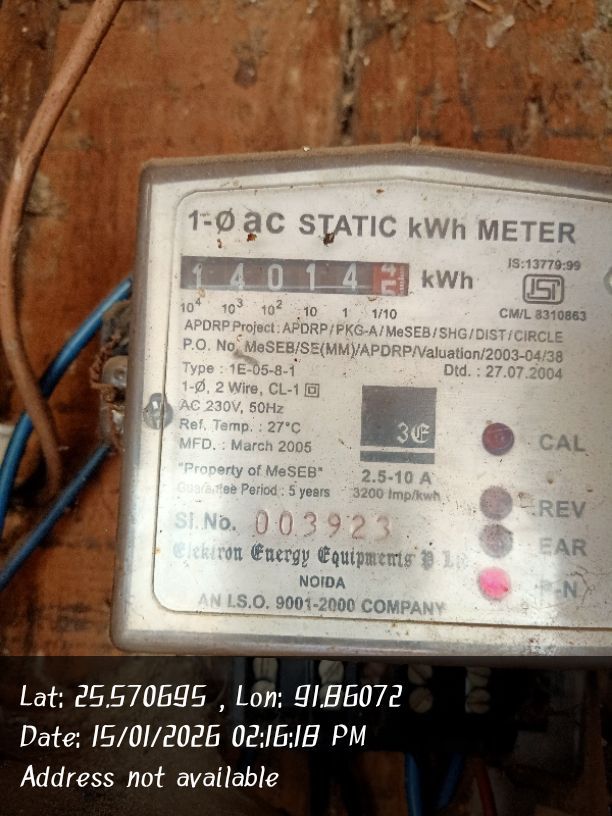 1-Ø ac STATIC kWh METER
14014 4 5 kWh
IS:13779:99
ISI
CM/L 8310863
10⁴ 10³ 10² 10 1 1/10
APDRP Project : APDRP / PKG-A / MeSEB / SHG / DIST / CIRCLE
P.O. No. MeSEB/SE(MM)/APDRP/Valuation/2003-04/38
Type : 1E-05-8-1
Dtd. : 27.07.2004
1-Ø, 2 Wire, CL-1
AC 230V, 50Hz
Ref. Temp. : 27°C
MFD. : March 2005
3E
CAL
"Property of MeSEB"
2.5-10 A
Guarantee Period : 5 years
3200 Imp/kwh
REV
Sl. No. 003923
EAR
Elektron Energy Equipments P Lt
P-N
NOIDA
AN I.S.O. 9001-2000 COMPANY
Lat: 25.570695 , Lon: 91.86072
Date: 15/01/2026 02:16:18 PM
Address not available